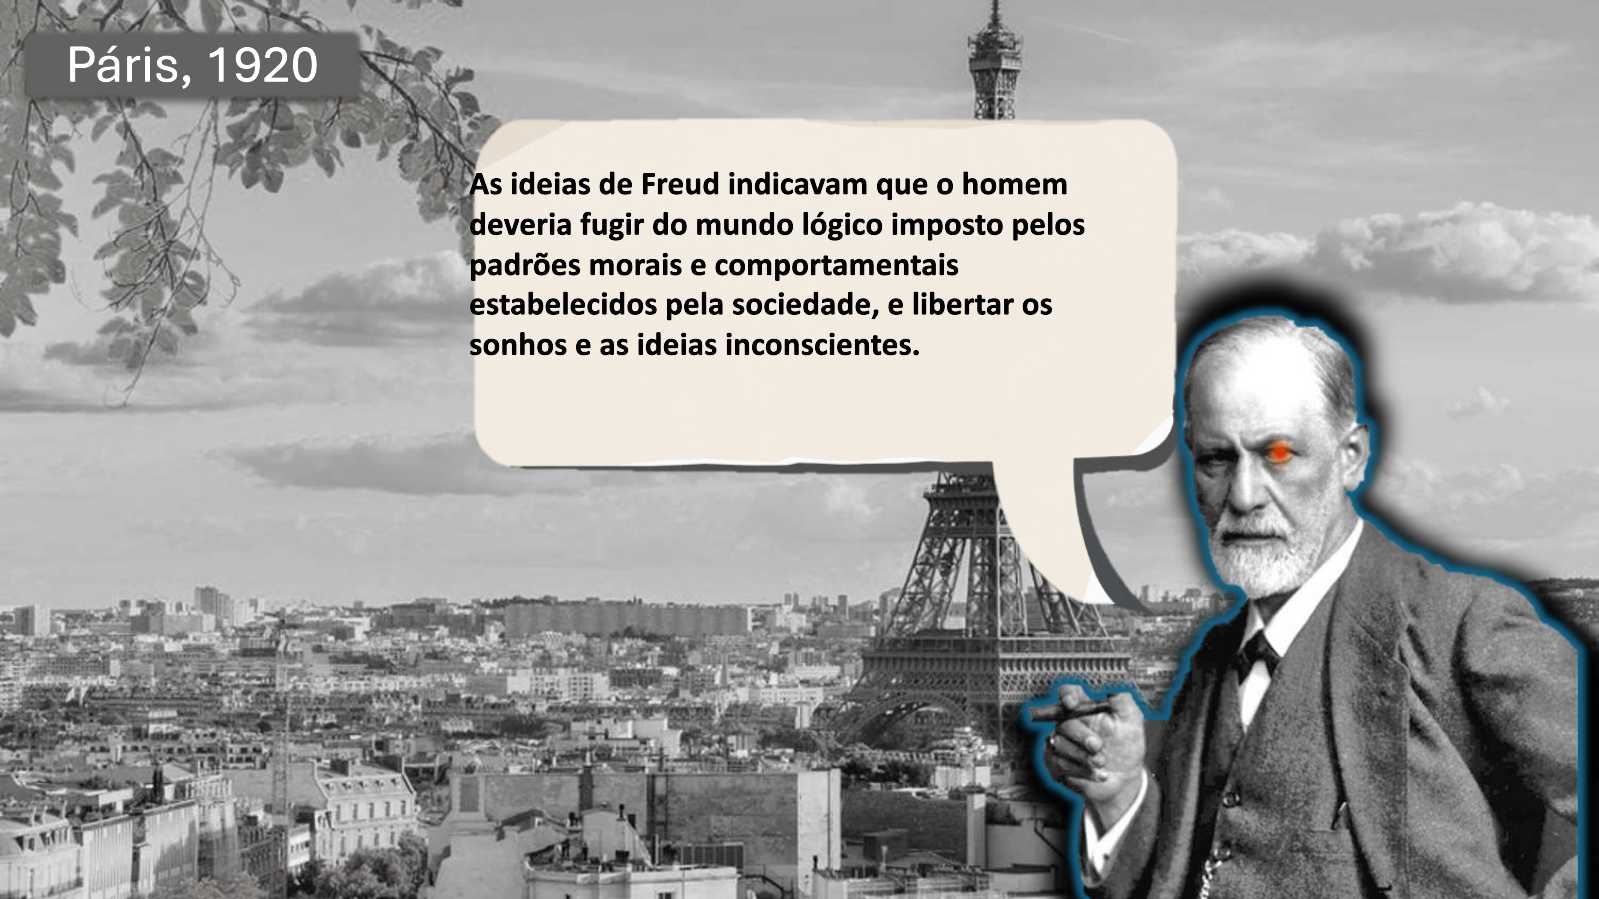 Páris, 1920
As ideias de Freud indicavam que o homem
deveria fugir do mundo lógico imposto pelos
padrões morais e comportamentais
estabelecidos pela sociedade, e libertar os
sonhos e as ideias inconscientes.